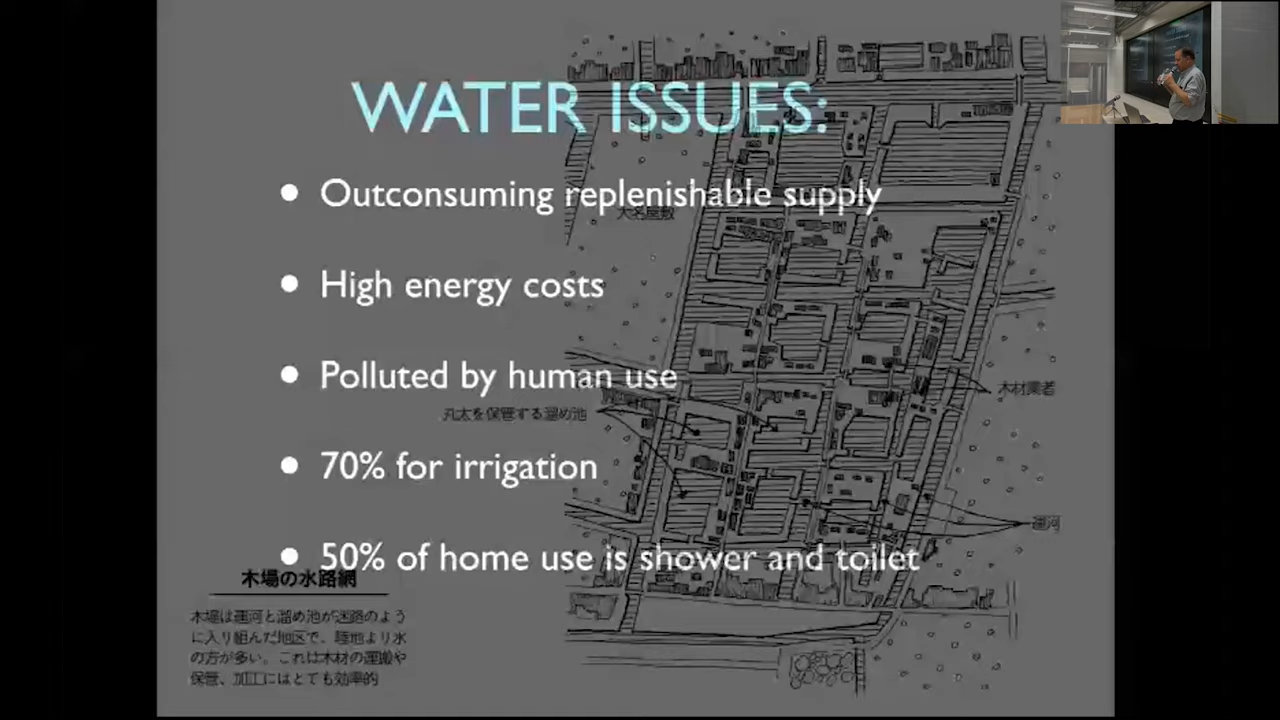 WATER ISSUES:
• Outconsuming replenishable supply
大名屋敷
• High energy costs
• Polluted by human use
木材業者
丸太を保管する溜め池
• 70% for irrigation
運河
• 50% of home use is shower and toilet
木場の水路網
木場は運河と溜め池が迷路のよう
に入り組んだ地区で、陸地より水
の方が多い。これは木材の運搬や
保管、加工にはとても効率的